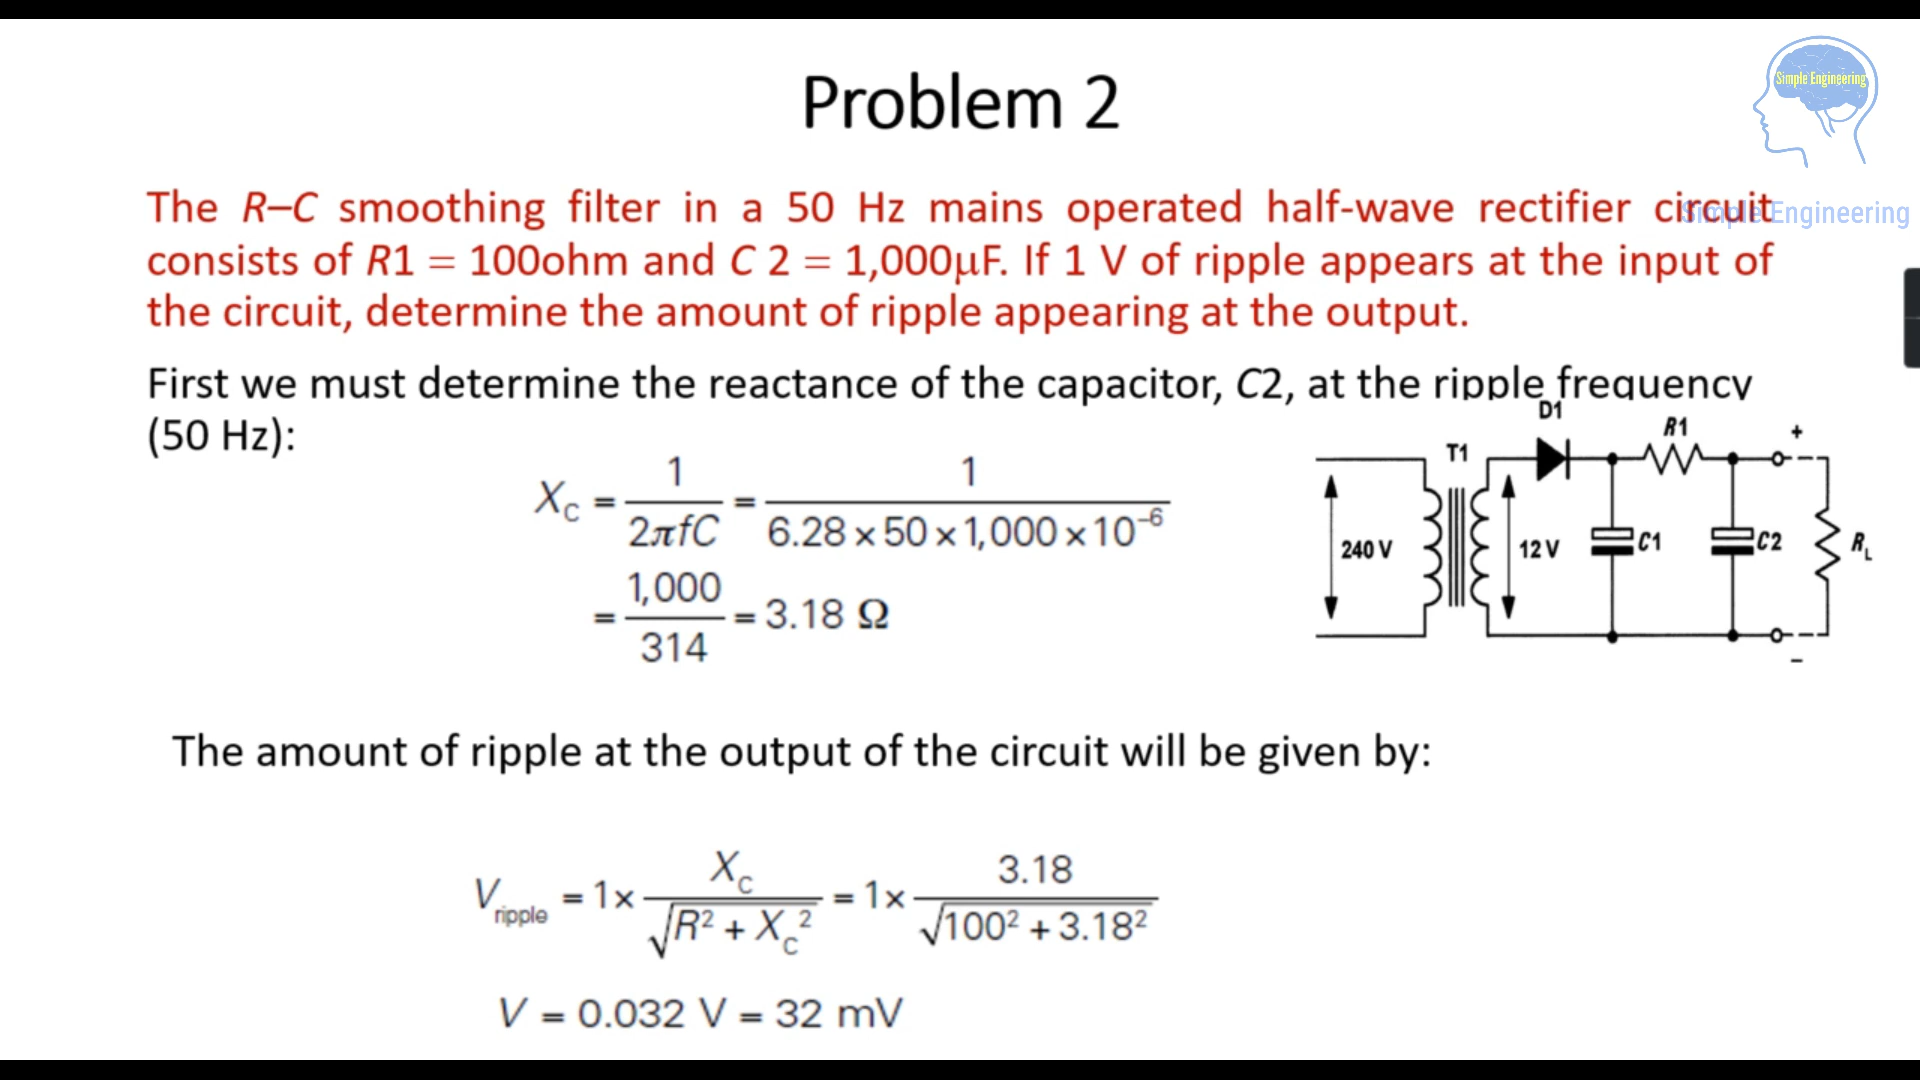 Problem 2
Simple Engineering
The R–C smoothing filter in a 50 Hz mains operated half-wave rectifier circuit
Simple Engineering
consists of R1 = 100ohm and C 2 = 1,000µF. If 1 V of ripple appears at the input of
the circuit, determine the amount of ripple appearing at the output.
First we must determine the reactance of the capacitor, C2, at the ripple frequency
(50 Hz):
X_C = 1/(2πfC) = 1/(6.28 × 50 × 1,000 × 10⁻⁶)
= 1,000/314 = 3.18 Ω
D1
R1
+
T1
240 V
12 V
C1
C2
R_L
–
The amount of ripple at the output of the circuit will be given by:
V_ripple = 1× X_C/√(R² + X_C²) = 1× 3.18/√(100² + 3.18²)
V = 0.032 V = 32 mV